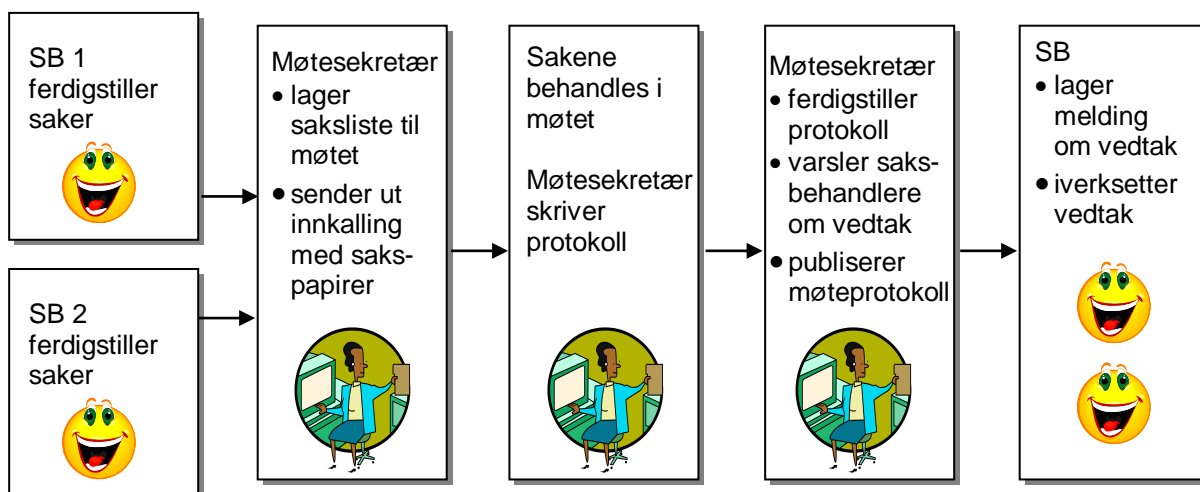 SB 1
ferdigstiller
saker
SB 2
ferdigstiller
saker
Møtesekretær
• lager
saksliste til
møtet
• sender ut
innkalling
med saks-
papirer
Sakene
behandles i
møtet
Møtesekretær
skriver
protokoll
Møtesekretær
• ferdigstiller
protokoll
• varsler saks-
behandlere
om vedtak
• publiserer
møteprotokoll
SB
• lager
melding
om vedtak
• iverksetter
vedtak